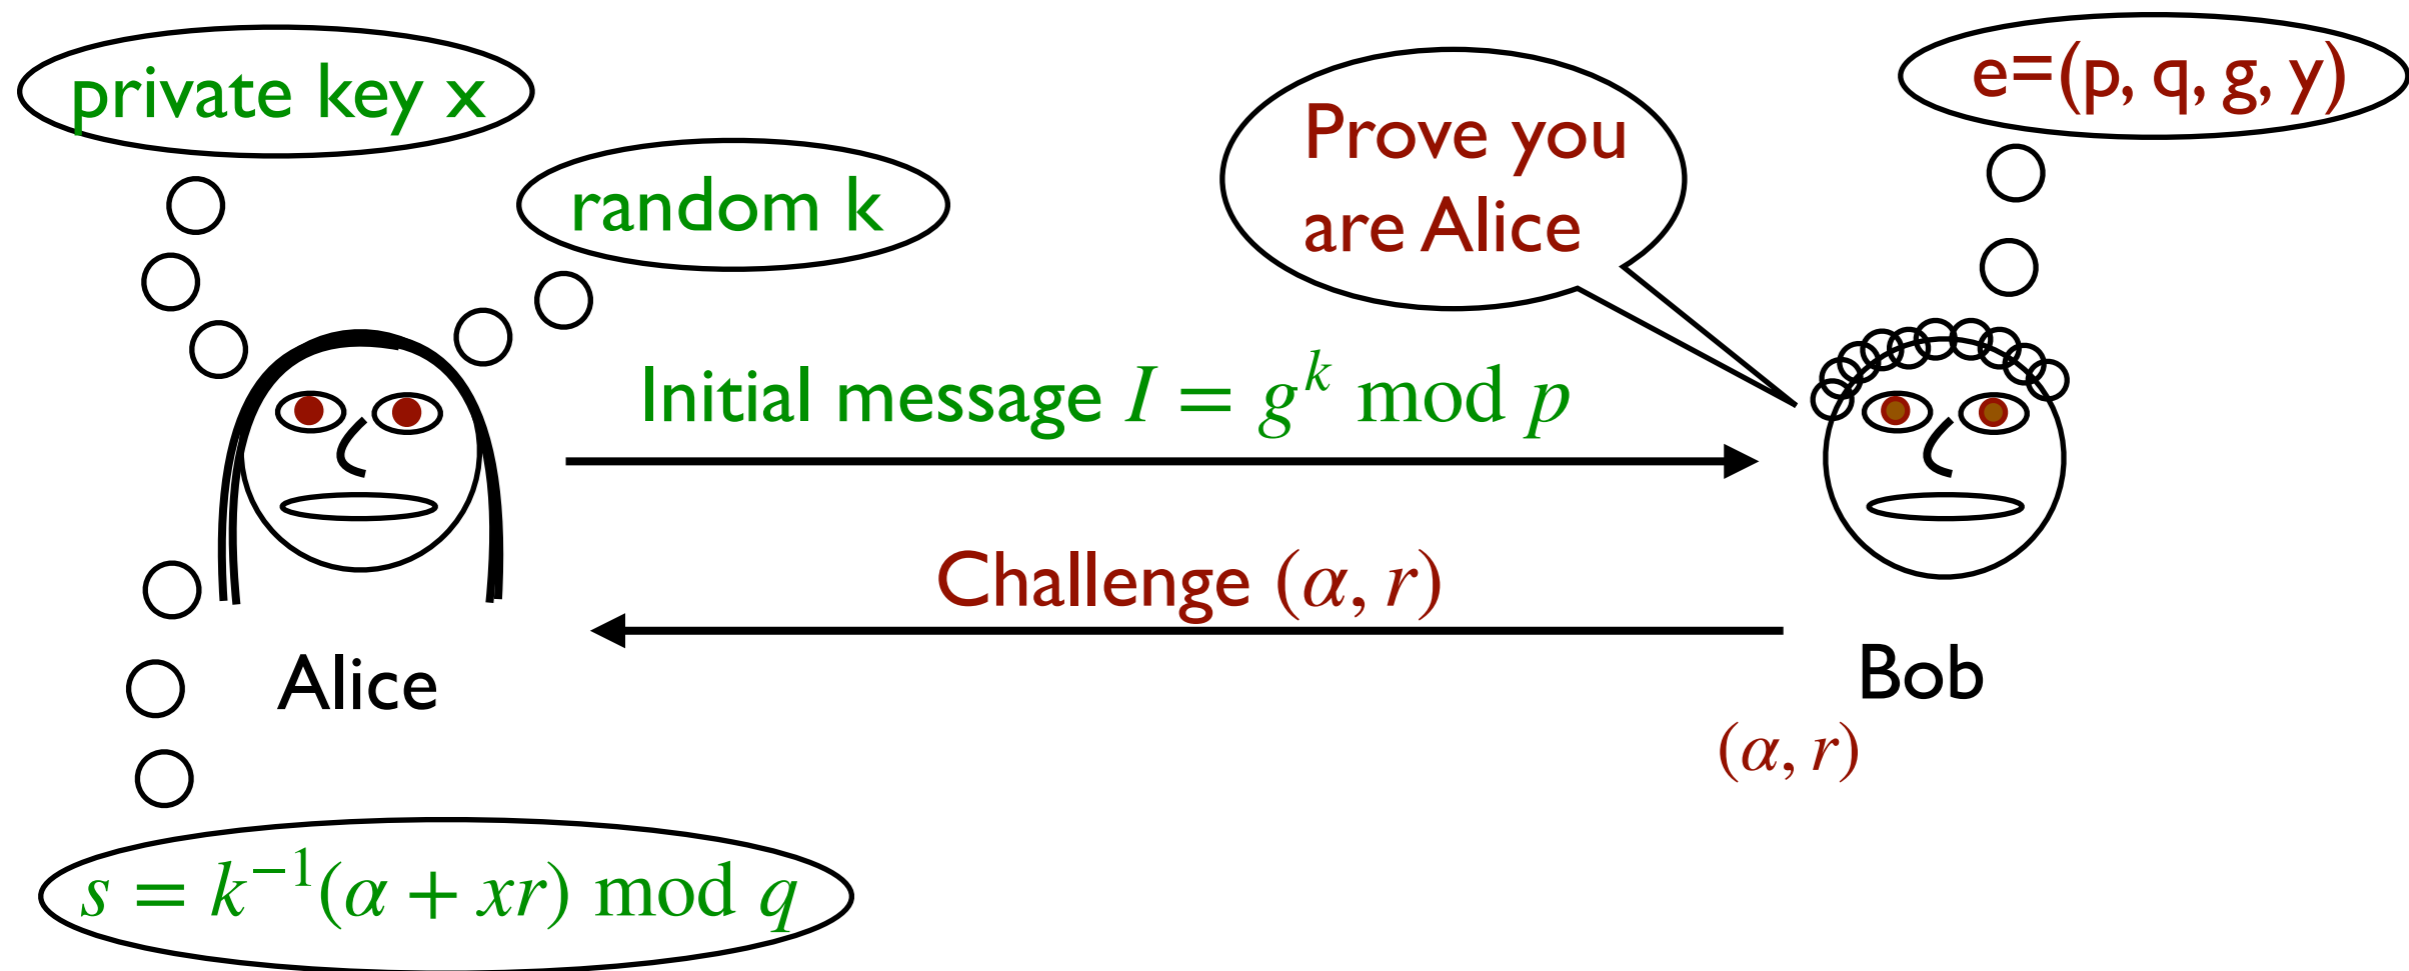 private key x
e=(p, q, g, y)
random k
Prove you
are Alice
Initial message I = g^k mod p
Challenge (α, r)
Alice
Bob
(α, r)
s = k^{-1}(α + xr) mod q